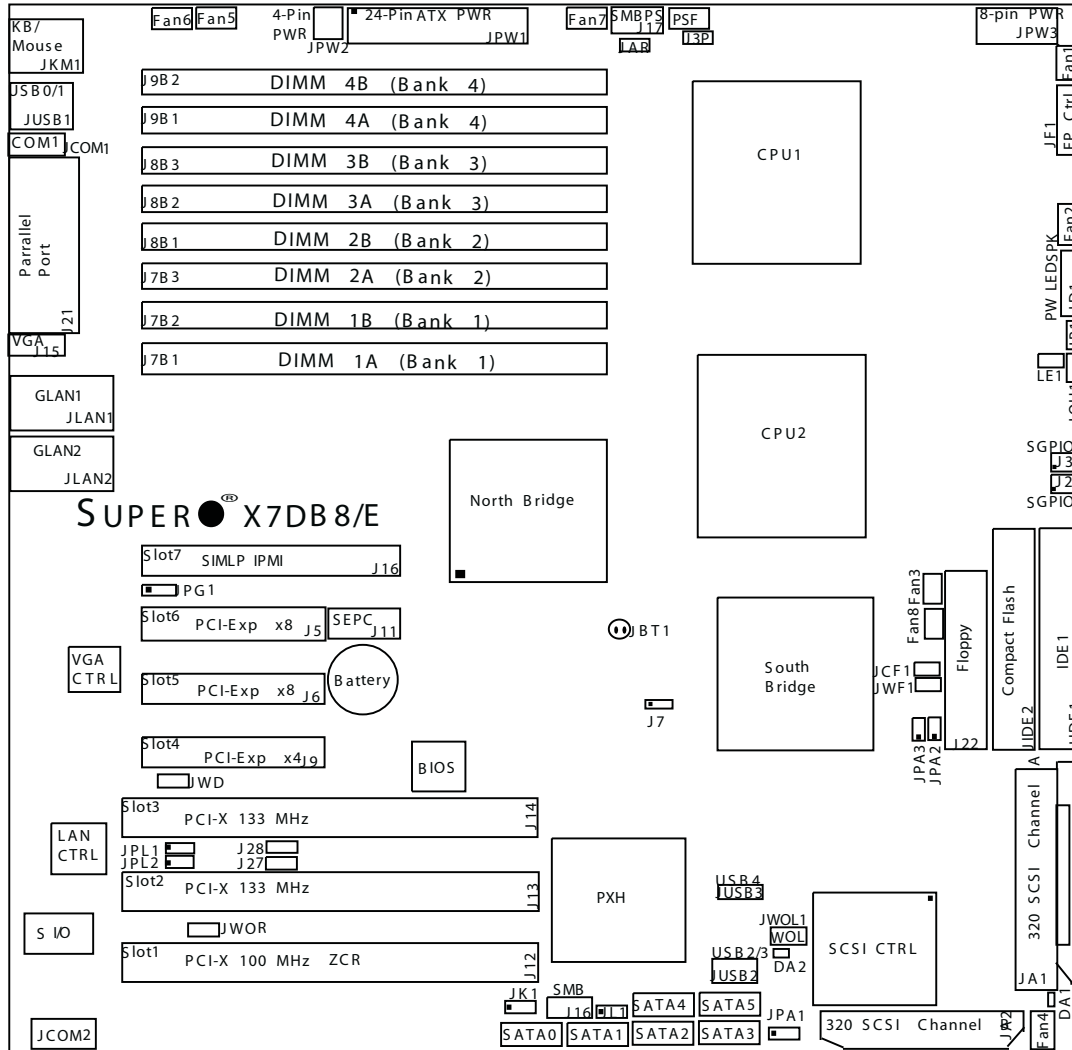 KB/
Mouse
JKM1
Fan6
Fan5
4-Pin
PWR
JPW2
24-Pin ATX PWR
JPW1
Fan7
SMBPS
J17
JAR
PSF
J3P
8-pin PWR
JPW3
Fan1
FP Ctrl
JF1
USB0/1
JUSB1
COM1
JCOM1
Parrallel
Port
J21
VGA
J15
GLAN1
JLAN1
GLAN2
JLAN2
J9B2 DIMM 4B (Bank 4)
J9B1 DIMM 4A (Bank 4)
J8B3 DIMM 3B (Bank 3)
J8B2 DIMM 3A (Bank 3)
J8B1 DIMM 2B (Bank 2)
J7B3 DIMM 2A (Bank 2)
J7B2 DIMM 1B (Bank 1)
J7B1 DIMM 1A (Bank 1)
CPU1
CPU2
Fan2
PW LEDSPK
LE1
SGPIO
J3
J2
SGPIO
SUPER® X7DB8/E
North Bridge
Slot7 SIMLP IPMI J16
JPG1
Slot6 PCI-Exp x8 J5
SEPC
J11
VGA
CTRL
Slot5 PCI-Exp x8 J6
Battery
JBT1
J7
South
Bridge
Fan3
Fan8
JCF1
JWF1
JPA3
JPA2
Floppy
J22
Compact Flash
JIDE2
IDE1
Slot4 PCI-Exp x4 J9
JWD
BIOS
Slot3 PCI-X 133 MHz J14
LAN
CTRL
JPL1
JPL2
J28
J27
Slot2 PCI-X 133 MHz J13
S I/O
JWOR
Slot1 PCI-X 100 MHz ZCR J12
PXH
USB4
JUSB3
JWOL1
WOL
DA2
USB2/3
JUSB2
SCSI CTRL
320 SCSI Channel A
JA1
DA1
JCOM2
JK1
SMB
J16
JL1
SATA4
SATA5
SATA0
SATA1
SATA2
SATA3
JPA1
320 SCSI Channel B
Fan4